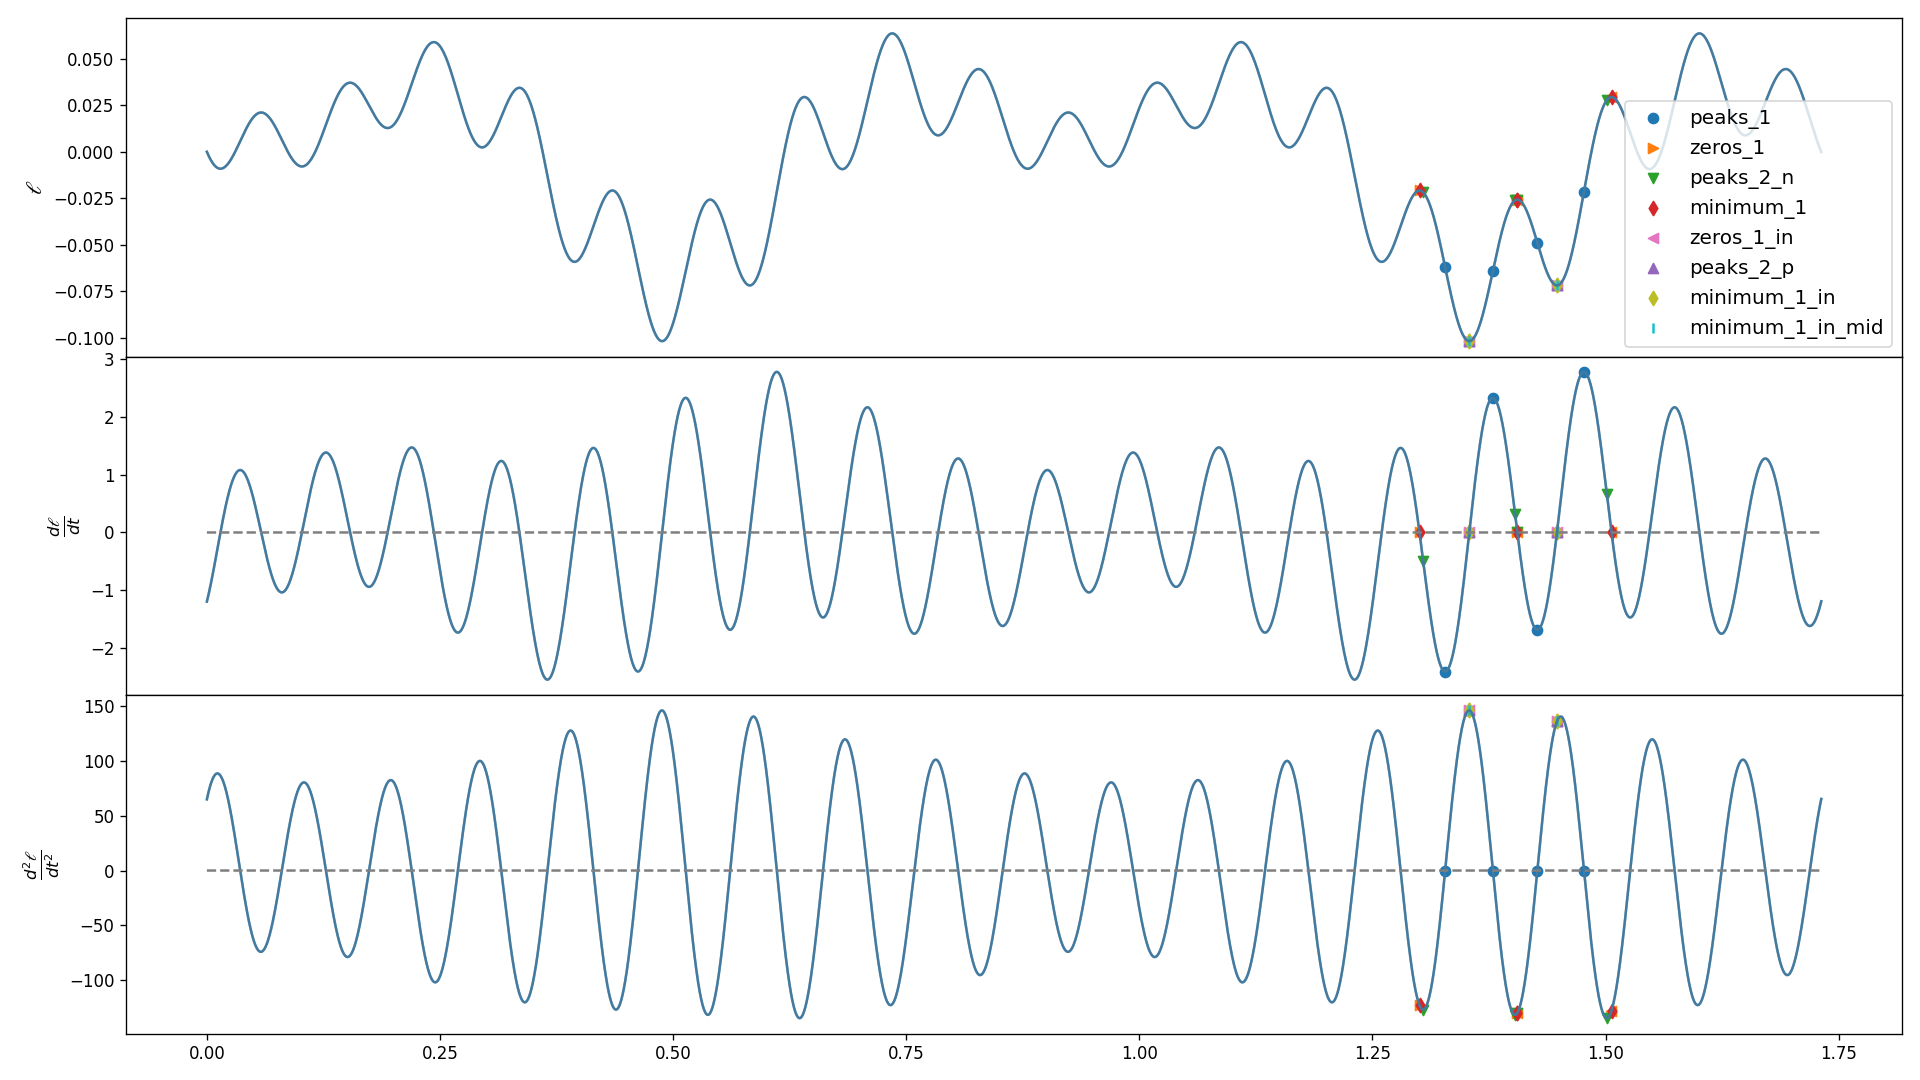 0.050
0.025
0.000
−0.025
−0.050
−0.075
−0.100
ℓ
peaks_1
zeros_1
peaks_2_n
minimum_1
zeros_1_in
peaks_2_p
minimum_1_in
minimum_1_in_mid
3
2
1
0
−1
−2
dℓ
dt
150
100
50
0
−50
−100
d²ℓ
dt²
0.00 0.25 0.50 0.75 1.00 1.25 1.50 1.75